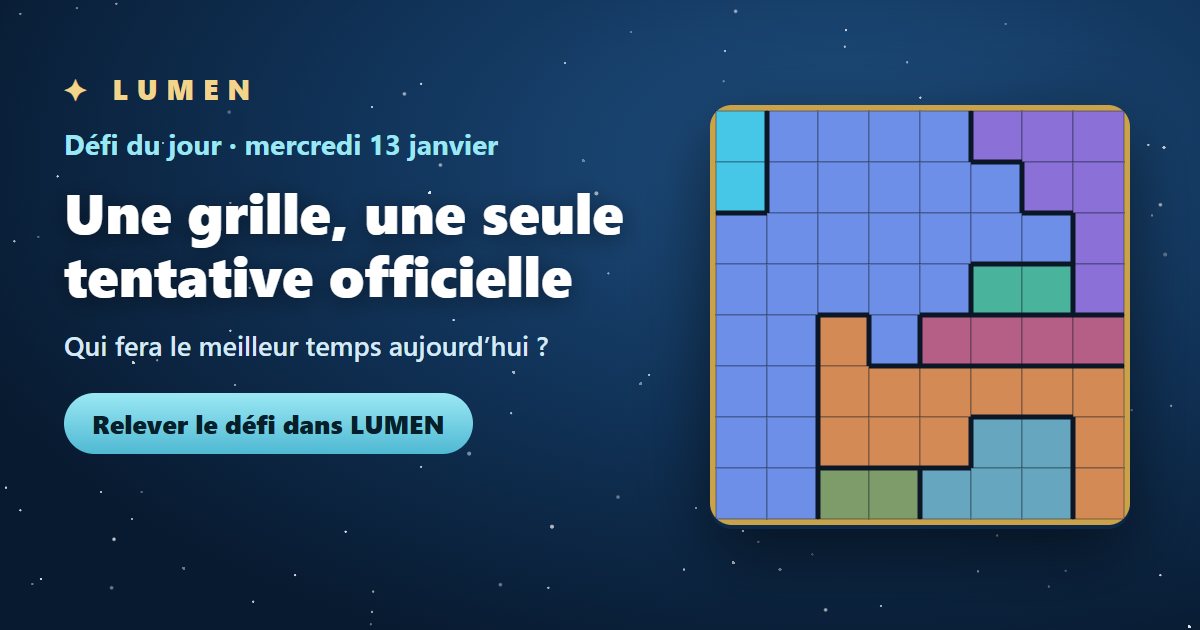 ✦ LUMEN
Défi du jour · mercredi 13 janvier
Une grille, une seule
tentative officielle
Qui fera le meilleur temps aujourd’hui ?
Relever le défi dans LUMEN